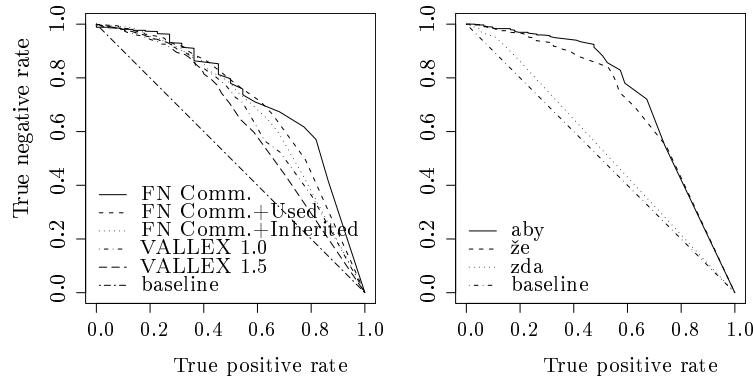 True negative rate
1.0
0.8
0.6
0.4
0.2
0.0
FN Comm.
FN Comm.+Used
FN Comm.+Inherited
VALLEX 1.0
VALLEX 1.5
baseline
0.0 0.2 0.4 0.6 0.8 1.0
True positive rate
1.0
0.8
0.6
0.4
0.2
0.0
aby
že
zda
baseline
0.0 0.2 0.4 0.6 0.8 1.0
True positive rate